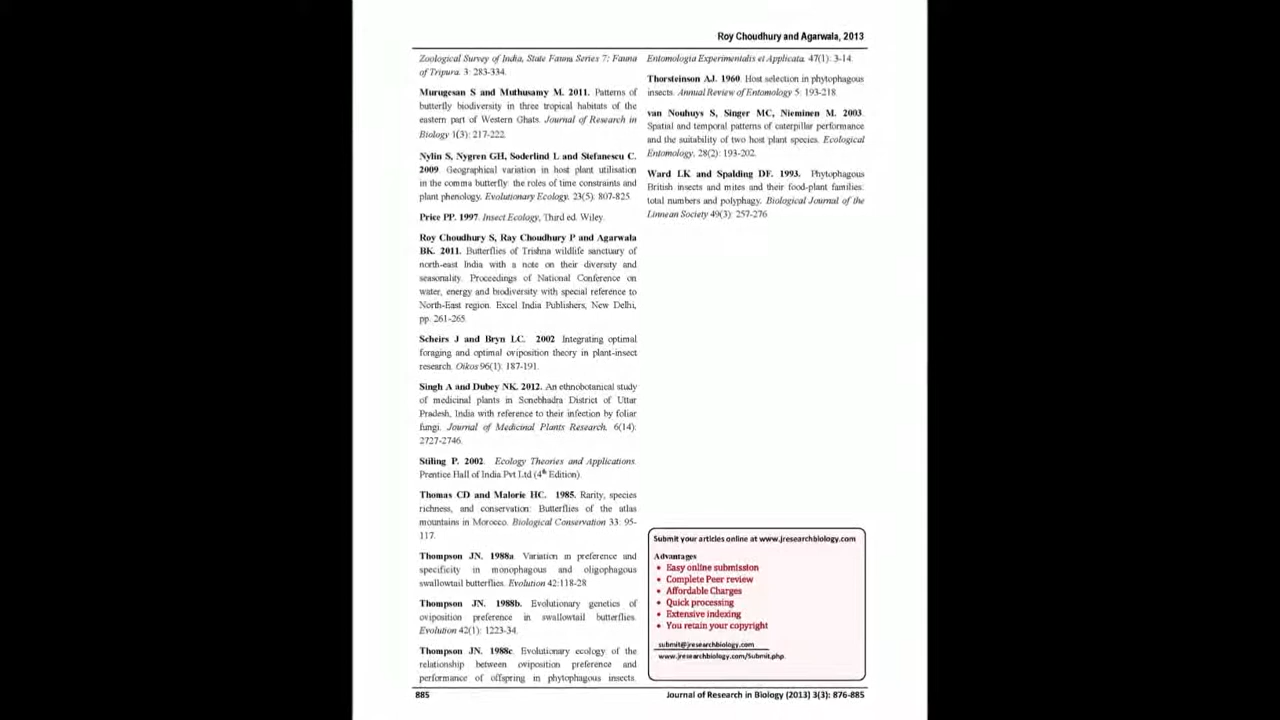 Roy Choudhury and Agarwala, 2013
Zoological Survey of India, State Fauna Series 7: Fauna
of Tripura. 3: 283-334.
Murugesan S and Muthusamy M. 2011. Patterns of
butterfly biodiversity in three tropical habitats of the
eastern part of Western Ghats. Journal of Research in
Biology 1(3): 217-222.
Nylin S, Nygren GH, Soderlind L and Stefanescu C.
2009. Geographical variation in host plant utilisation
in the comma butterfly: the roles of time constraints and
plant phenology. Evolutionary Ecology. 23(5): 807-825.
Price PP. 1997. Insect Ecology, Third ed. Wiley.
Roy Choudhury S, Ray Choudhury P and Agarwala
BK. 2011. Butterflies of Trishna wildlife sanctuary of
north-east India with a note on their diversity and
seasonality. Proceedings of National Conference on
water, energy and biodiversity with special reference to
North-East region. Excel India Publishers, New Delhi,
pp. 261-265.
Scheirs J and Bryn LC. 2002 Integrating optimal
foraging and optimal oviposition theory in plant-insect
research. Oikos 96(1): 187-191.
Singh A and Dubey NK. 2012. An ethnobotanical study
of medicinal plants in Sonebhadra District of Uttar
Pradesh, India with reference to their infection by foliar
fungi. Journal of Medicinal Plants Research. 6(14):
2727-2746.
Stiling P. 2002. Ecology Theories and Applications.
Prentice Hall of India Pvt Ltd (4th Edition).
Thomas CD and Malorie HC. 1985. Rarity, species
richness, and conservation: Butterflies of the atlas
mountains in Morocco. Biological Conservation 33: 95-
117.
Thompson JN. 1988a. Variation in preference and
specificity in monophagous and oligophagous
swallowtail butterflies. Evolution 42:118-28
Thompson JN. 1988b. Evolutionary genetics of
oviposition preference in swallowtail butterflies.
Evolution 42(1): 1223-34.
Thompson JN. 1988c. Evolutionary ecology of the
relationship between oviposition preference and
performance of offspring in phytophagous insects.
Entomologia Experimentalis et Applicata. 47(1): 3-14.
Thorsteinson AJ. 1960. Host selection in phytophagous
insects. Annual Review of Entomology 5: 193-218.
van Nouhuys S, Singer MC, Nieminen M. 2003.
Spatial and temporal patterns of caterpillar performance
and the suitability of two host plant species. Ecological
Entomology. 28(2): 193-202.
Ward LK and Spalding DF. 1993. Phytophagous
British insects and mites and their food-plant families:
total numbers and polyphagy. Biological Journal of the
Linnean Society 49(3): 257-276
Submit your articles online at www.jresearchbiology.com
Advantages
• Easy online submission
• Complete Peer review
• Affordable Charges
• Quick processing
• Extensive indexing
• You retain your copyright
submit@jresearchbiology.com
www.jresearchbiology.com/Submit.php.
885
Journal of Research in Biology (2013) 3(3): 876-885